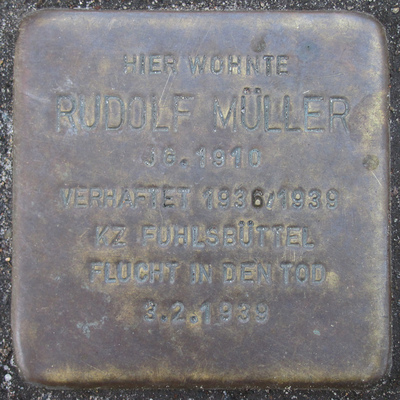 HIER WOHNTE
RUDOLF MÜLLER
JG. 1910
VERHAFTET 1936/1939
KZ FUHLSBÜTTEL
FLUCHT IN DEN TOD
3.2.1939